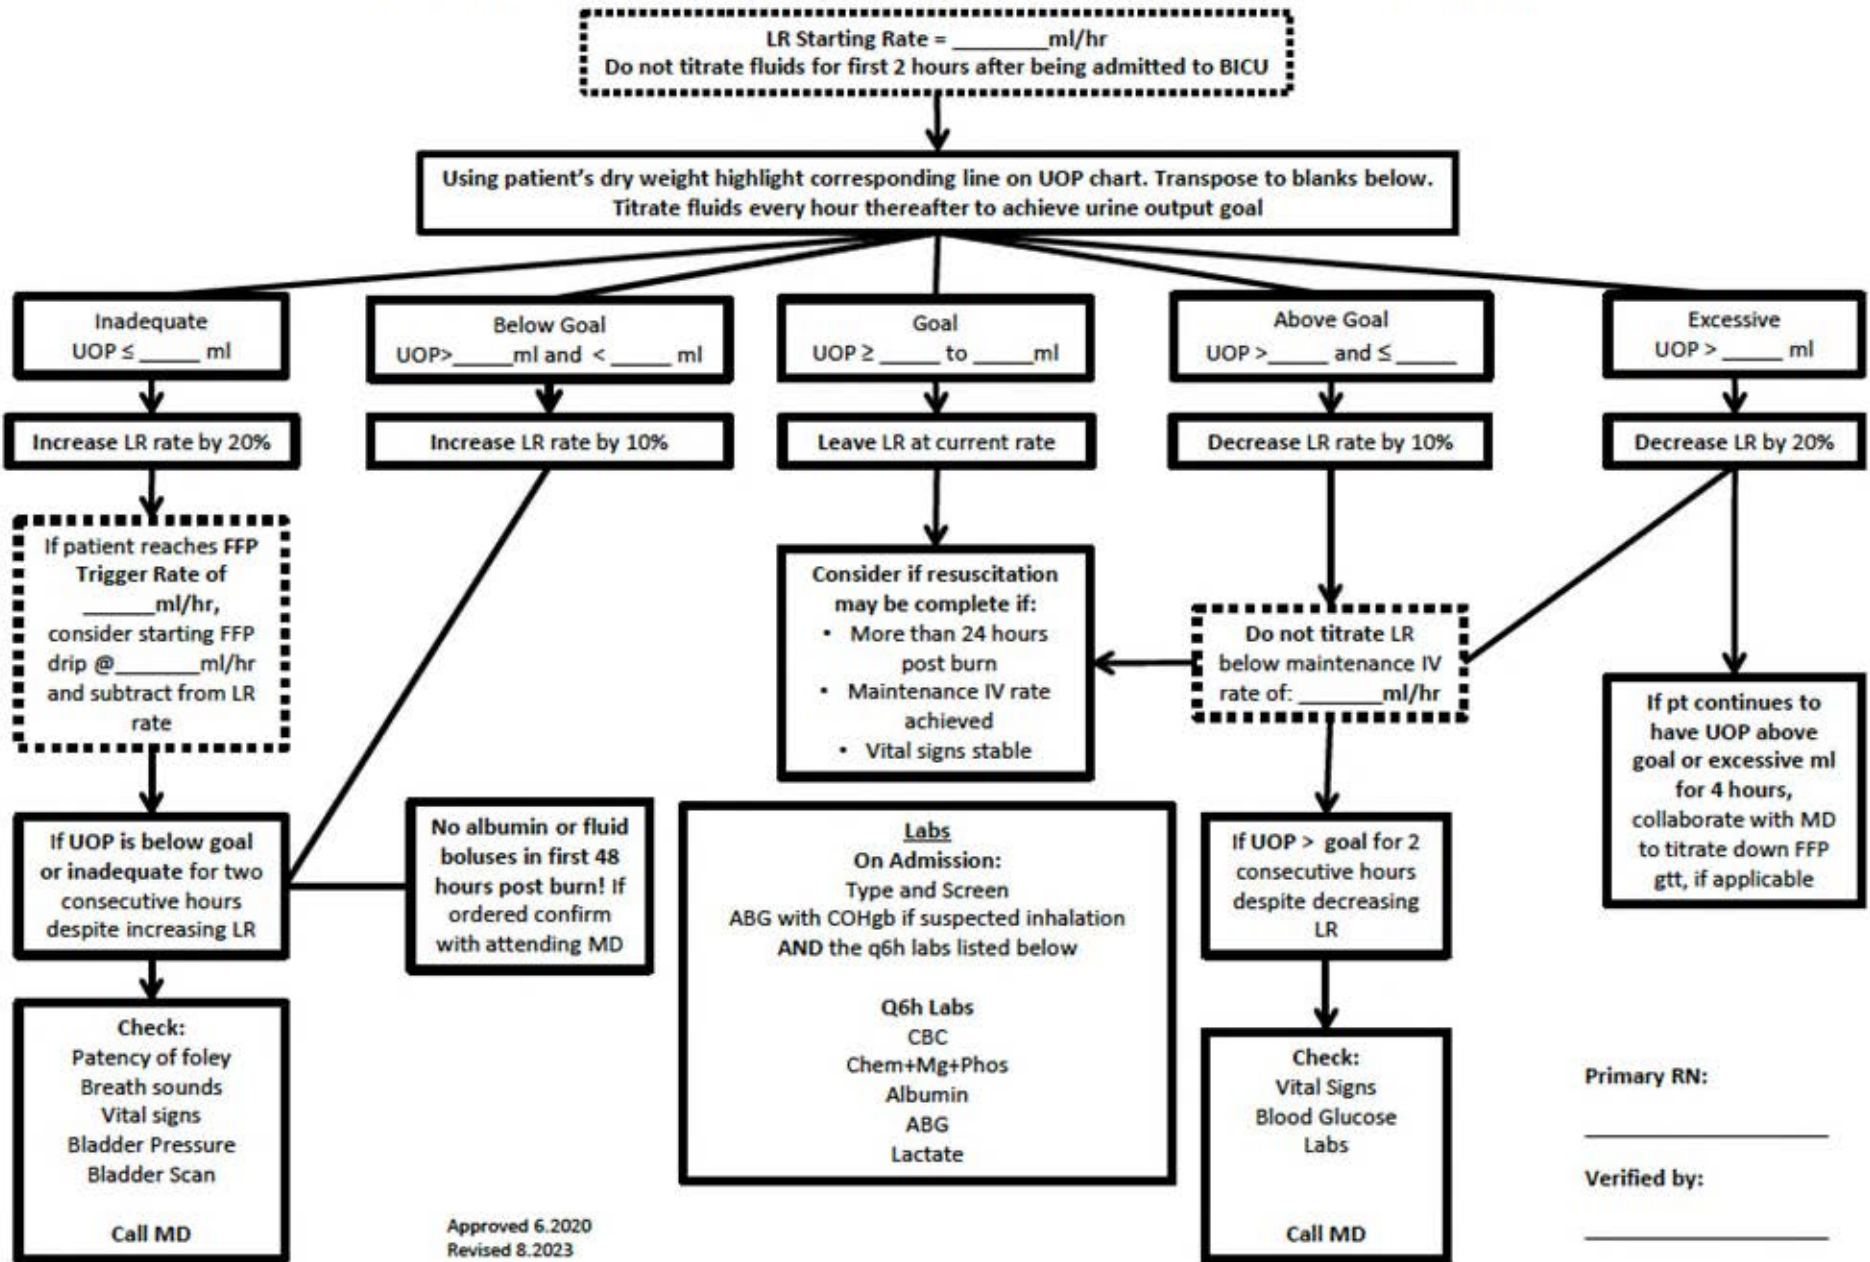 LR Starting Rate = ________ml/hr
Do not titrate fluids for first 2 hours after being admitted to BICU
Using patient's dry weight highlight corresponding line on UOP chart. Transpose to blanks below.
Titrate fluids every hour thereafter to achieve urine output goal
Inadequate
UOP ≤ _____ ml
Below Goal
UOP>_____ml and < _____ ml
Goal
UOP ≥ _____ to _____ml
Above Goal
UOP >_____ and ≤ _____
Excessive
UOP > _____ ml
Increase LR rate by 20%
Increase LR rate by 10%
Leave LR at current rate
Decrease LR rate by 10%
Decrease LR by 20%
If patient reaches FFP
Trigger Rate of
______ml/hr,
consider starting FFP
drip @_______ml/hr
and subtract from LR
rate
Consider if resuscitation
may be complete if:
• More than 24 hours
post burn
• Maintenance IV rate
achieved
• Vital signs stable
Do not titrate LR
below maintenance IV
rate of: _______ml/hr
If pt continues to
have UOP above
goal or excessive ml
for 4 hours,
collaborate with MD
to titrate down FFP
gtt, if applicable
If UOP is below goal
or inadequate for two
consecutive hours
despite increasing LR
No albumin or fluid
boluses in first 48
hours post burn! If
ordered confirm
with attending MD
Labs
On Admission:
Type and Screen
ABG with COHgb if suspected inhalation
AND the q6h labs listed below
Q6h Labs
CBC
Chem+Mg+Phos
Albumin
ABG
Lactate
If UOP > goal for 2
consecutive hours
despite decreasing
LR
Check:
Patency of foley
Breath sounds
Vital signs
Bladder Pressure
Bladder Scan
Call MD
Check:
Vital Signs
Blood Glucose
Labs
Call MD
Primary RN:
____________________
Verified by:
____________________
Approved 6.2020
Revised 8.2023